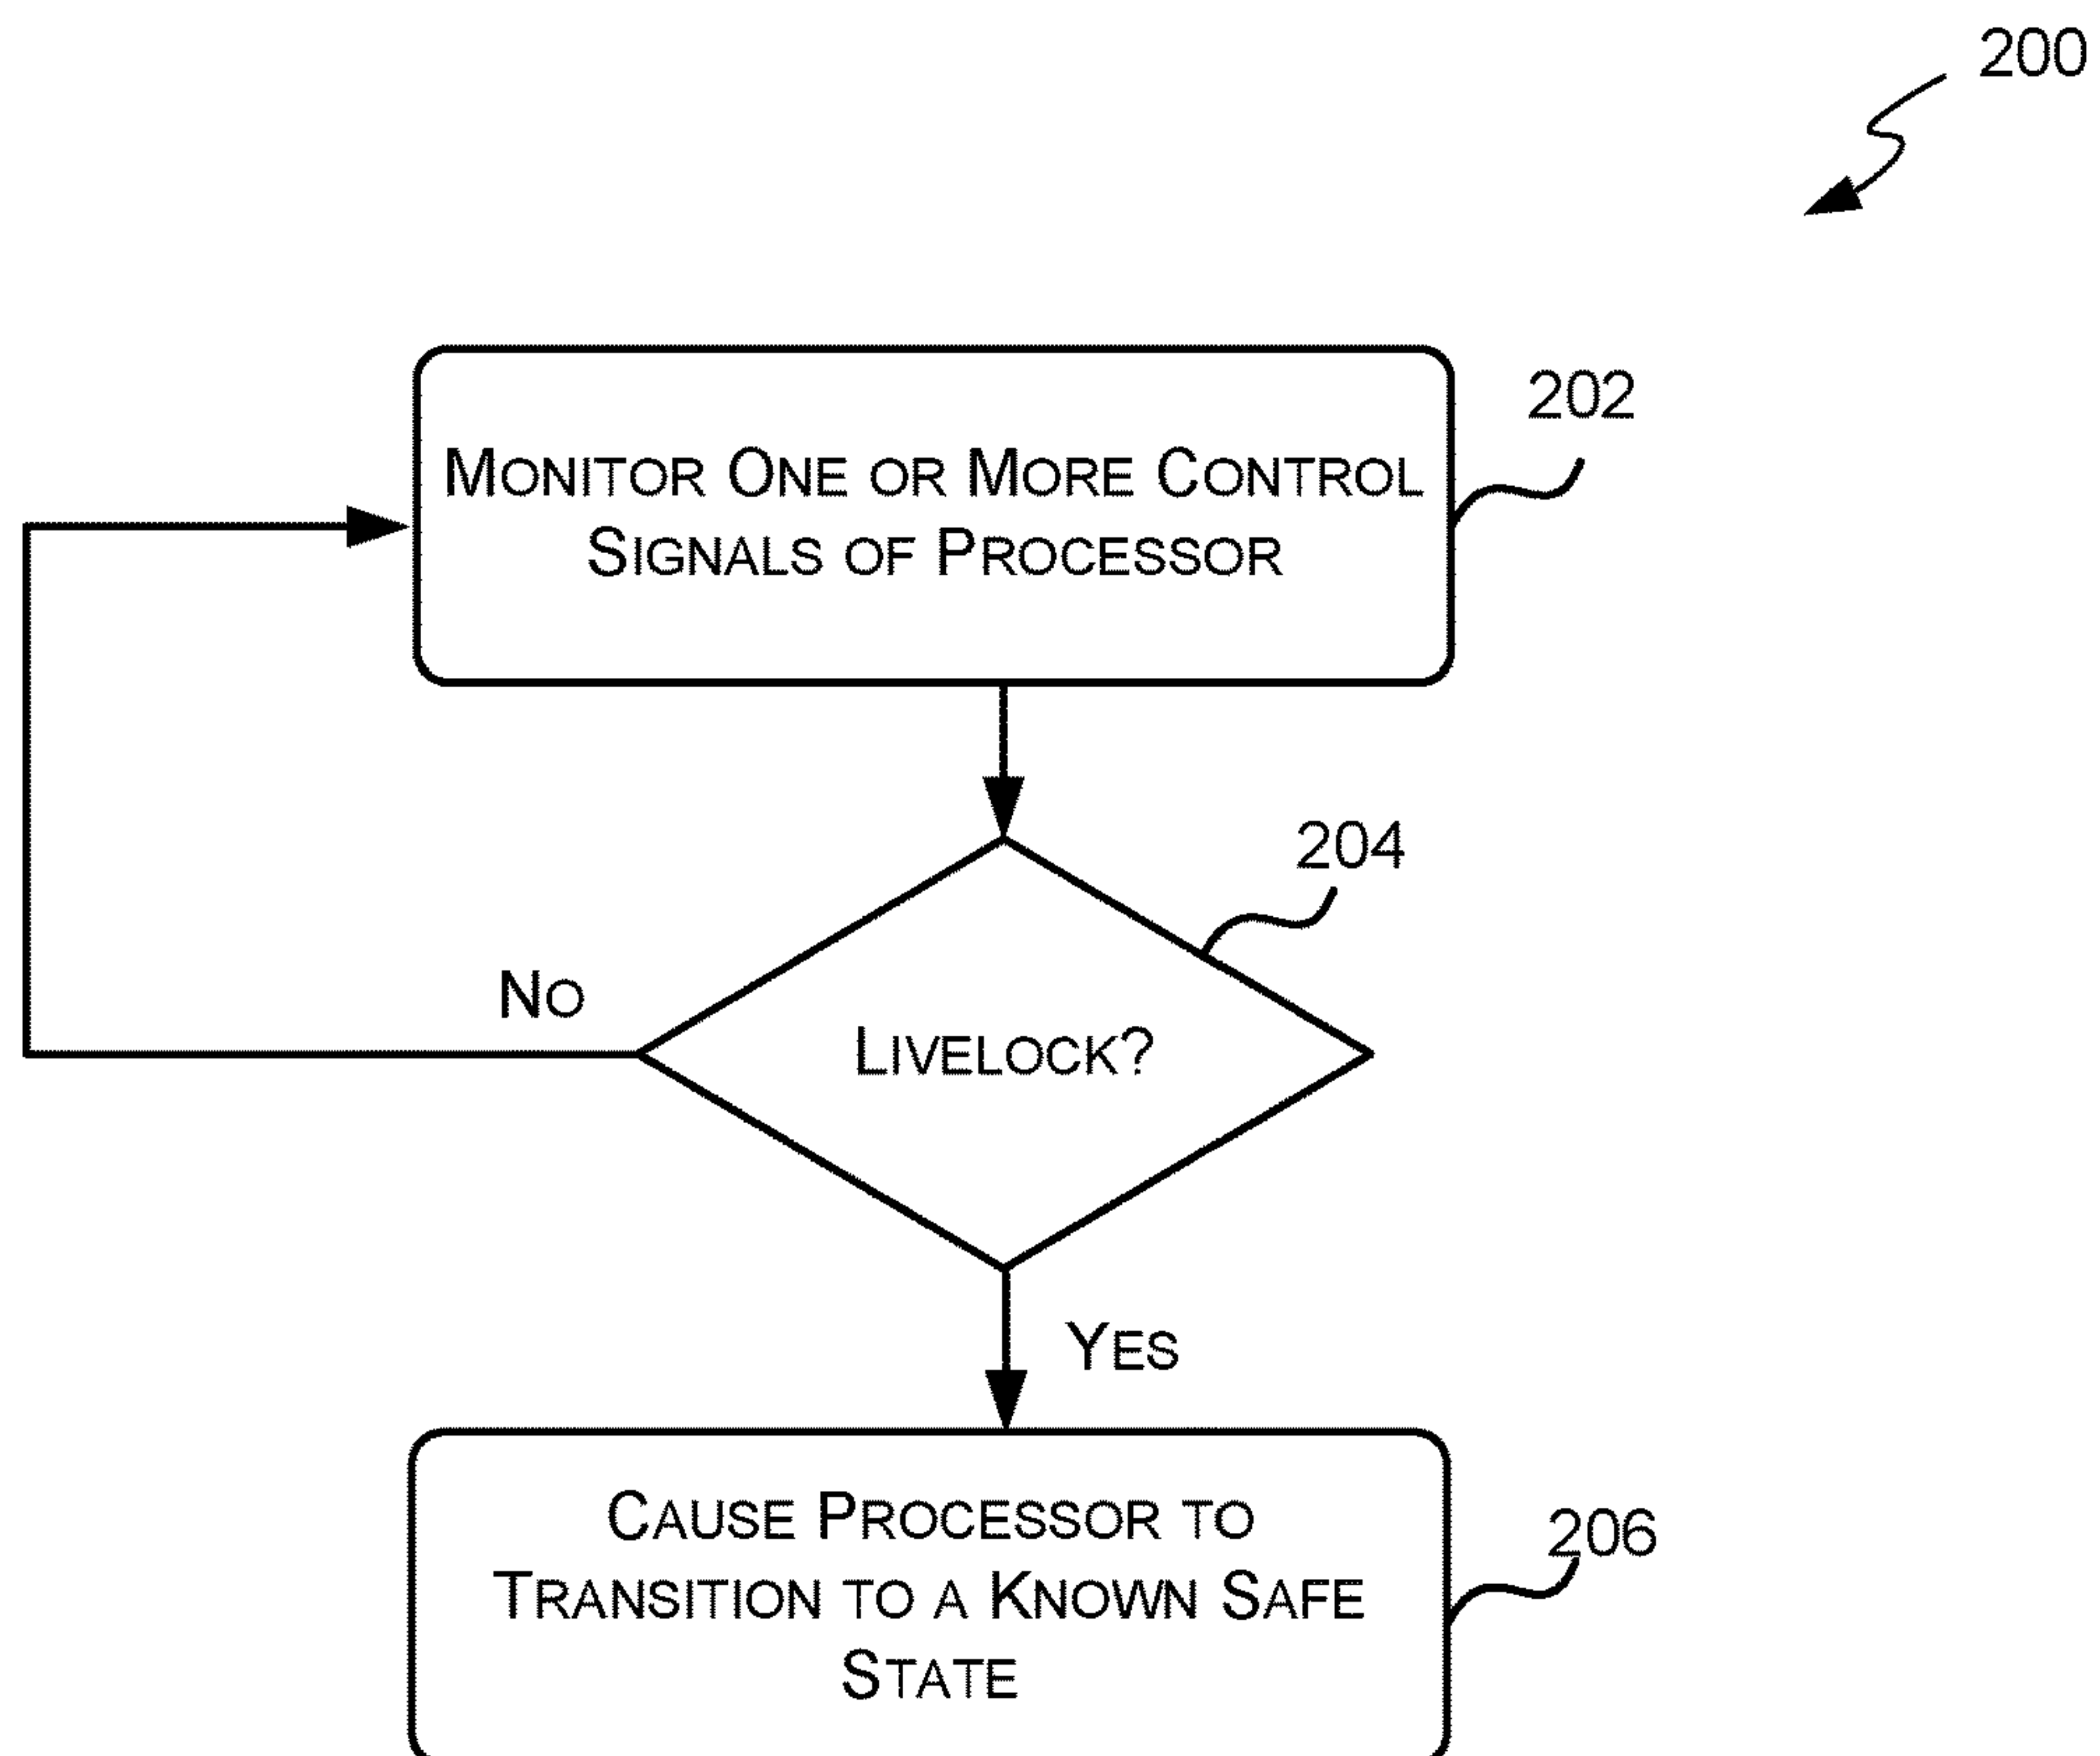 200
Monitor One or More Control
Signals of Processor
202
204
No
Livelock?
Yes
Cause Processor to
Transition to a Known Safe
State
206